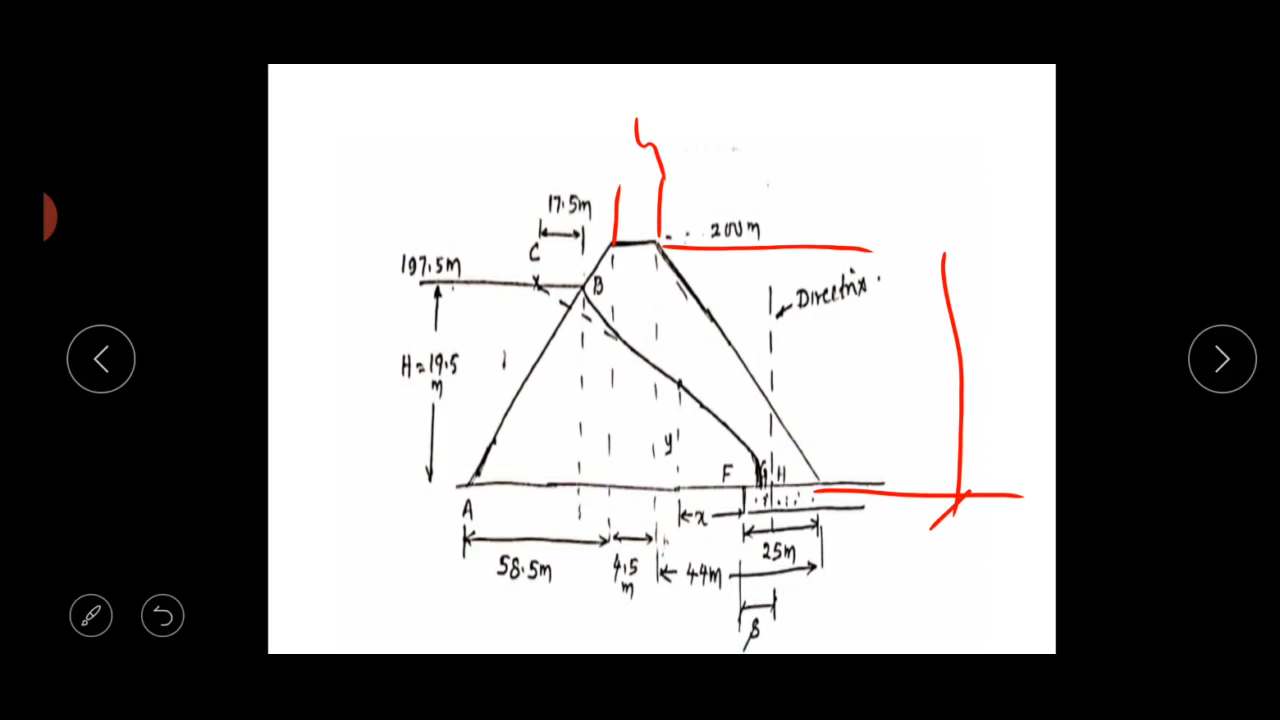 17.5m
C
200m
197.5m
B
Directrix
H=19.5
m
y
F
H
A
x
25m
58.5m
4.5
m
44m
S